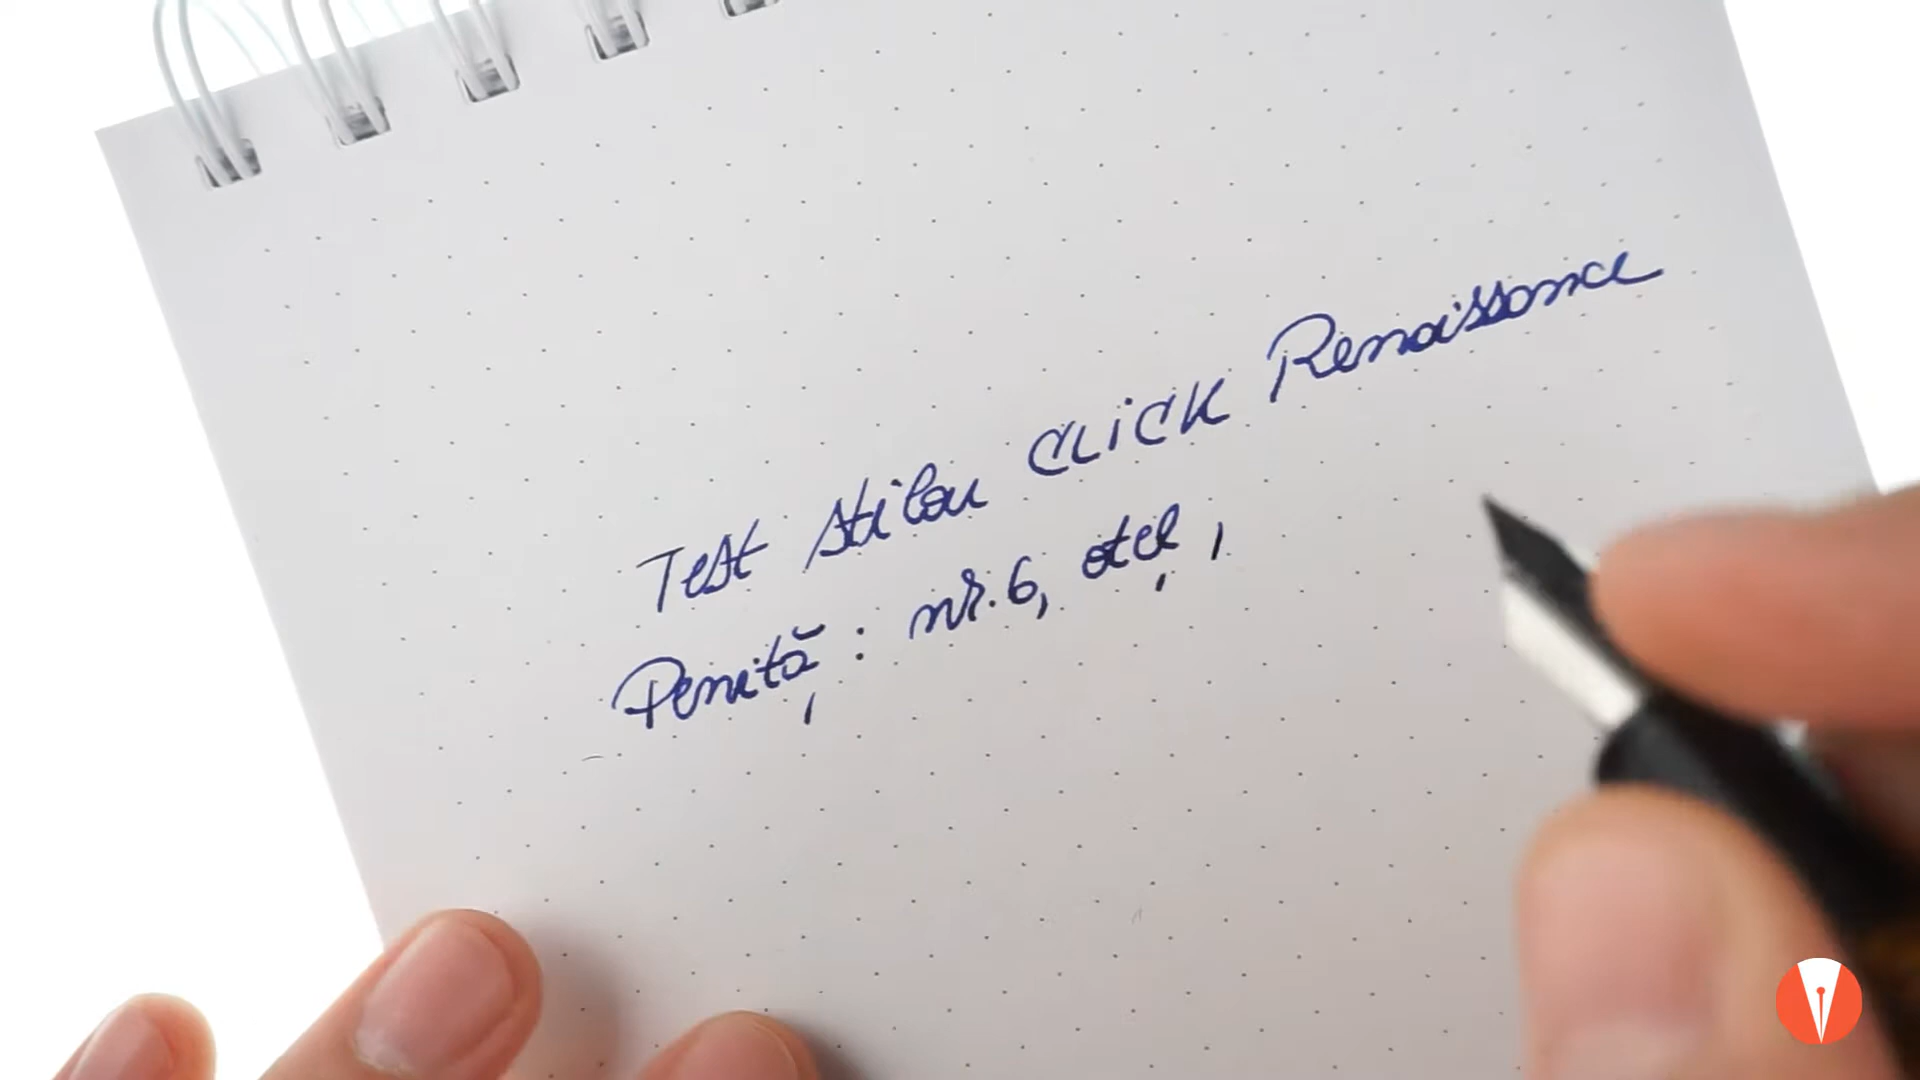 Test stilou CLiCK Renaissance
Peniță : nr. 6, oțel ,